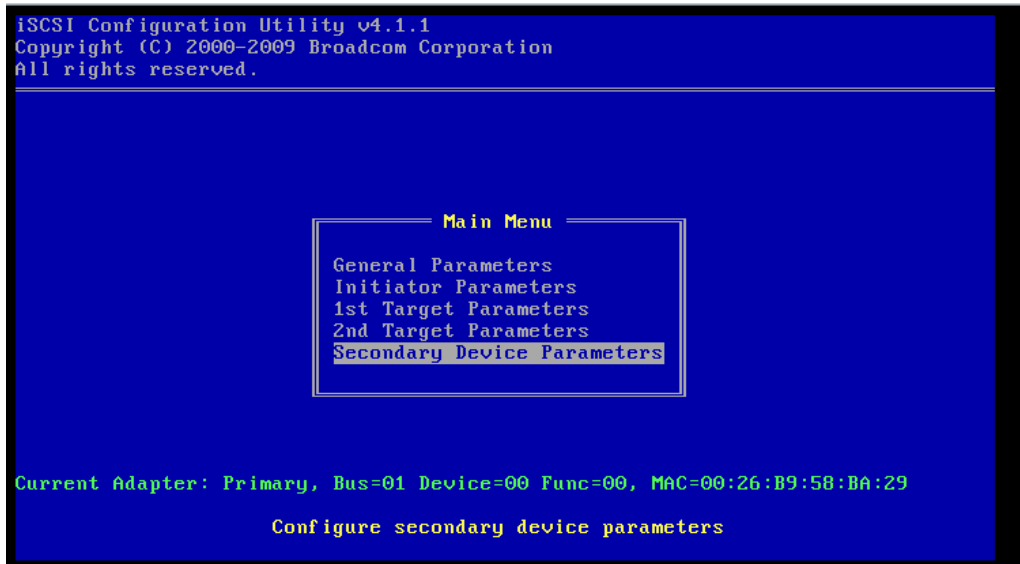 iSCSI Configuration Utility v4.1.1
Copyright (C) 2000-2009 Broadcom Corporation
All rights reserved.
Main Menu
General Parameters
Initiator Parameters
1st Target Parameters
2nd Target Parameters
Secondary Device Parameters
Current Adapter: Primary, Bus=01 Device=00 Func=00, MAC=00:26:B9:58:BA:29
Configure secondary device parameters